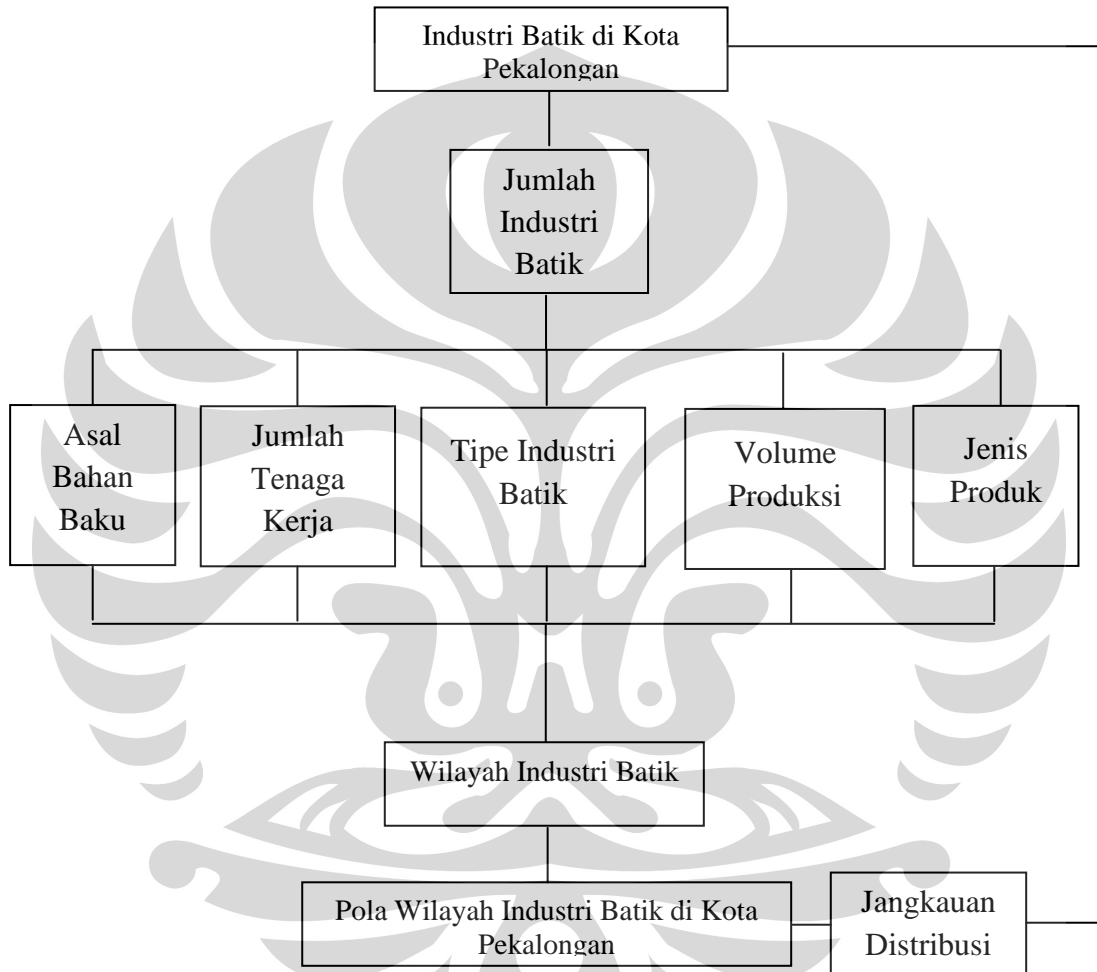 Industri Batik di Kota
Pekalongan
Jumlah
Industri
Batik
Asal
Bahan
Baku
Jumlah
Tenaga
Kerja
Tipe Industri
Batik
Volume
Produksi
Jenis
Produk
Wilayah Industri Batik
Pola Wilayah Industri Batik di Kota
Pekalongan
Jangkauan
Distribusi